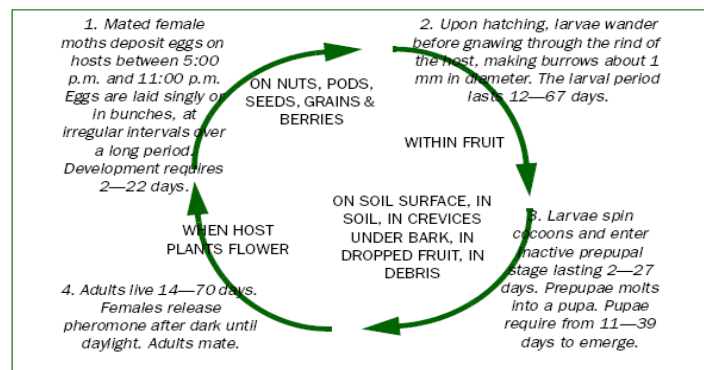 1. Mated female
moths deposit eggs on
hosts between 5:00
p.m. and 11:00 p.m.
Eggs are laid singly or
in bunches, at
irregular intervals over
a long period.
Development requires
2—22 days.
ON NUTS, PODS,
SEEDS, GRAINS &
BERRIES
2. Upon hatching, larvae wander
before gnawing through the rind of
the host, making burrows about 1
mm in diameter. The larval period
lasts 12—67 days.
WITHIN FRUIT
ON SOIL SURFACE, IN
SOIL, IN CREVICES
UNDER BARK, IN
DROPPED FRUIT, IN
DEBRIS
3. Larvae spin
cocoons and enter
inactive prepupal
stage lasting 2—27
days. Prepupae molts
into a pupa. Pupae
require from 11—39
days to emerge.
WHEN HOST
PLANTS FLOWER
4. Adults live 14—70 days.
Females release
pheromone after dark until
daylight. Adults mate.